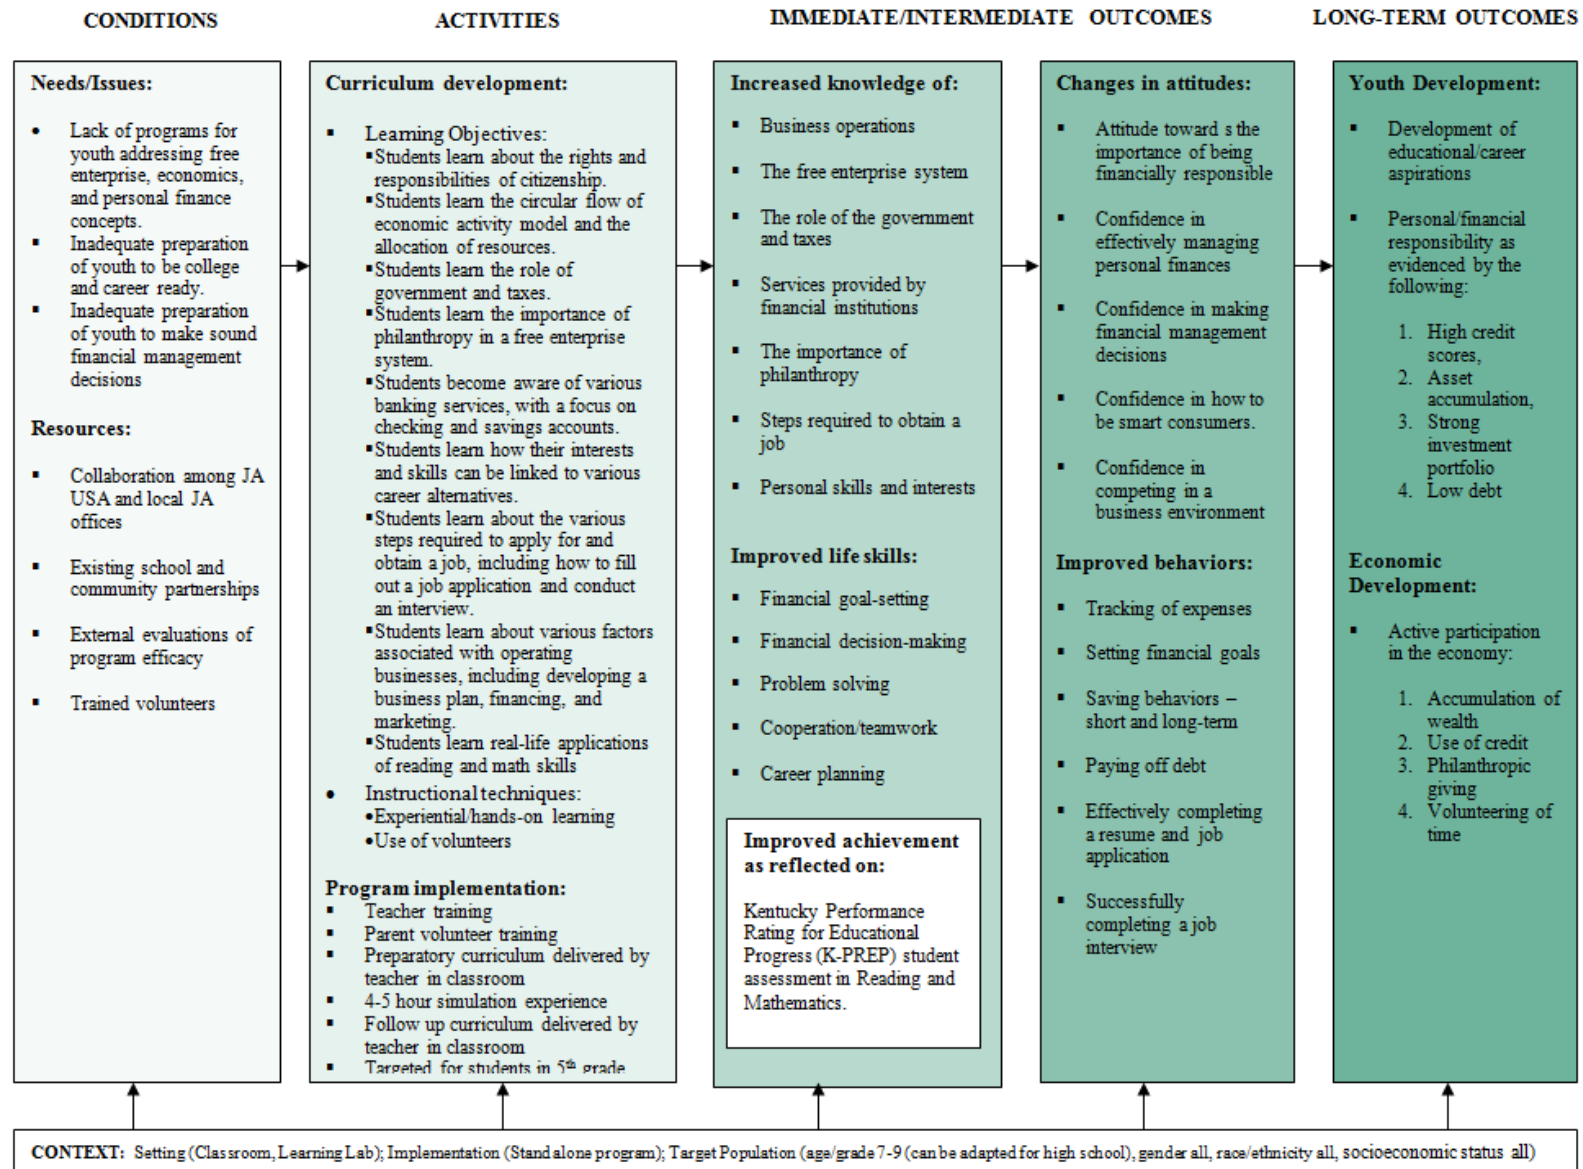 CONDITIONS
ACTIVITIES
IMMEDIATE/INTERMEDIATE OUTCOMES
LONG-TERM OUTCOMES
Needs/Issues:
• Lack of programs for
youth addressing free
enterprise, economics,
and personal finance
concepts.
▪ Inadequate preparation
of youth to be college
and career ready.
▪ Inadequate preparation
of youth to make sound
financial management
decisions
Resources:
▪ Collaboration among JA
USA and local JA
offices
▪ Existing school and
community partnerships
▪ External evaluations of
program efficacy
▪ Trained volunteers
Curriculum development:
▪ Learning Objectives:
▪Students learn about the rights and
responsibilities of citizenship.
▪Students learn the circular flow of
economic activity model and the
allocation of resources.
▪Students learn the role of
government and taxes.
▪Students learn the importance of
philanthropy in a free enterprise
system.
▪Students become aware of various
banking services, with a focus on
checking and savings accounts.
▪Students learn how their interests
and skills can be linked to various
career alternatives.
▪Students learn about the various
steps required to apply for and
obtain a job, including how to fill
out a job application and conduct
an interview.
▪Students learn about various factors
associated with operating
businesses, including developing a
business plan, financing, and
marketing.
▪Students learn real-life applications
of reading and math skills
• Instructional techniques:
•Experiential/hands-on learning
•Use of volunteers
Program implementation:
▪ Teacher training
▪ Parent volunteer training
▪ Preparatory curriculum delivered by
teacher in classroom
▪ 4-5 hour simulation experience
▪ Follow up curriculum delivered by
teacher in classroom
▪ Targeted for students in 5th grade
Increased knowledge of:
▪ Business operations
▪ The free enterprise system
▪ The role of the government
and taxes
▪ Services provided by
financial institutions
▪ The importance of
philanthropy
▪ Steps required to obtain a
job
▪ Personal skills and interests
Improved life skills:
▪ Financial goal-setting
▪ Financial decision-making
▪ Problem solving
▪ Cooperation/teamwork
▪ Career planning
Improved achievement
as reflected on:
Kentucky Performance
Rating for Educational
Progress (K-PREP) student
assessment in Reading and
Mathematics.
Changes in attitudes:
▪ Attitude toward s the
importance of being
financially responsible
▪ Confidence in
effectively managing
personal finances
▪ Confidence in making
financial management
decisions
▪ Confidence in how to
be smart consumers.
▪ Confidence in
competing in a
business environment
Improved behaviors:
▪ Tracking of expenses
▪ Setting financial goals
▪ Saving behaviors –
short and long-term
▪ Paying off debt
▪ Effectively completing
a resume and job
application
▪ Successfully
completing a job
interview
Youth Development:
▪ Development of
educational/career
aspirations
▪ Personal/financial
responsibility as
evidenced by the
following:
1. High credit
scores,
2. Asset
accumulation,
3. Strong
investment
portfolio
4. Low debt
Economic
Development:
▪ Active participation
in the economy:
1. Accumulation of
wealth
2. Use of credit
3. Philanthropic
giving
4. Volunteering of
time
CONTEXT: Setting (Classroom, Learning Lab); Implementation (Standalone program); Target Population (age/grade 7-9 (can be adapted for high school), gender all, race/ethnicity all, socioeconomic status all)